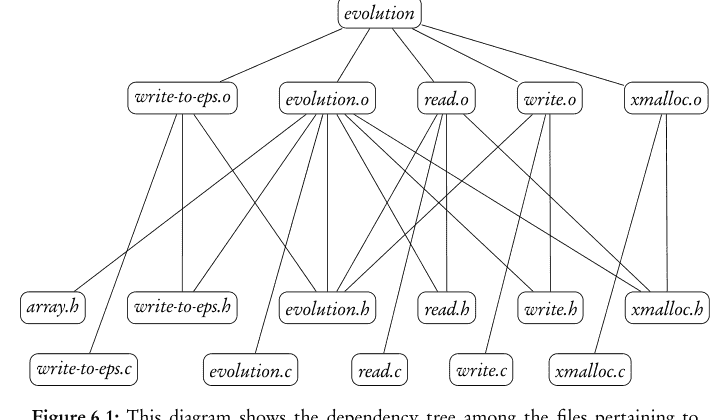 evolution
write-to-eps.o
evolution.o
read.o
write.o
xmalloc.o
array.h
write-to-eps.h
evolution.h
read.h
write.h
xmalloc.h
write-to-eps.c
evolution.c
read.c
write.c
xmalloc.c
Figure 6.1: This diagram shows the dependency tree among the files pertaining to